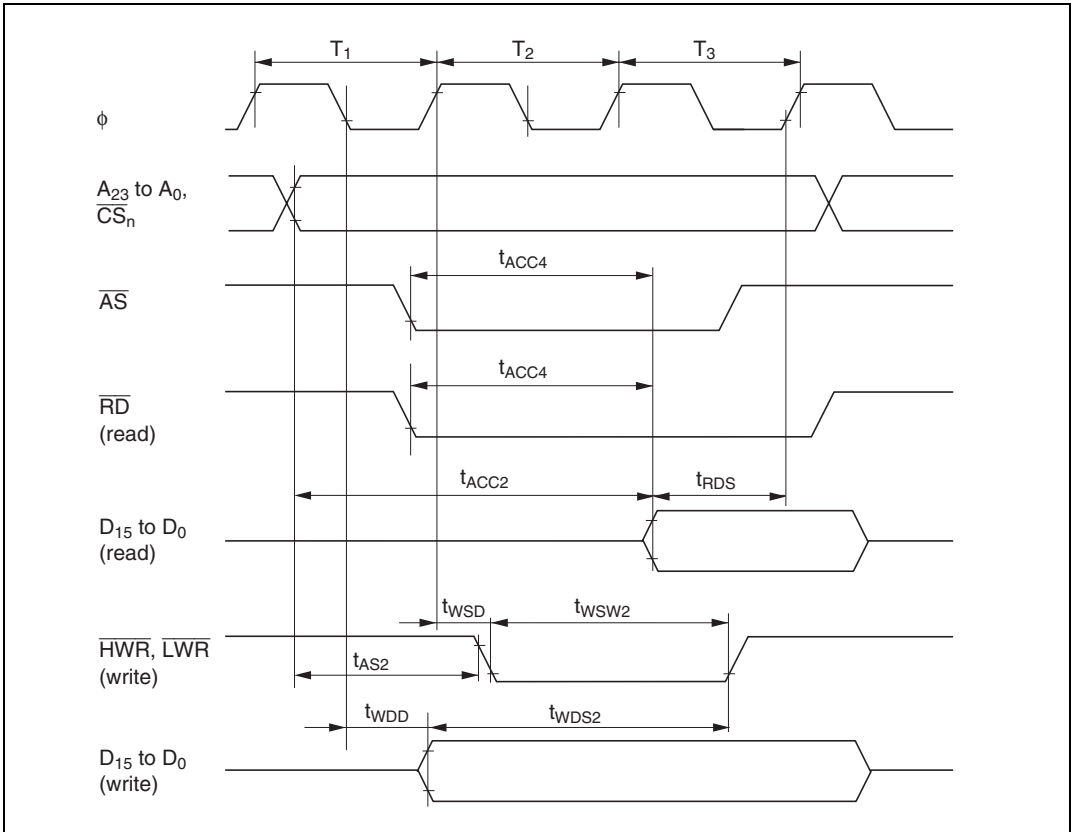 T1 T2 T3
ϕ
A23 to A0,
CSn
tACC4
AS
tACC4
RD
(read)
tACC2 tRDS
D15 to D0
(read)
tWSD tWSW2
HWR, LWR
(write)
tAS2
tWDD tWDS2
D15 to D0
(write)